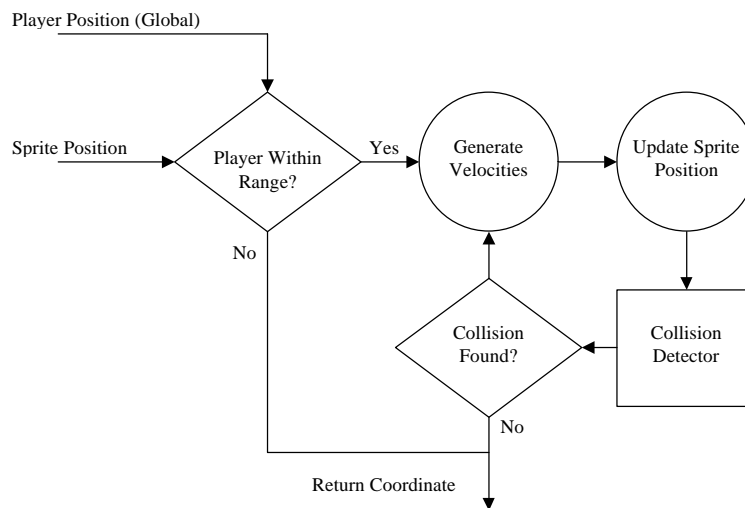 Player Position (Global)
Sprite Position
Player Within
Range?
Yes
Generate
Velocities
Update Sprite
Position
No
Collision
Found?
Collision
Detector
No
Return Coordinate